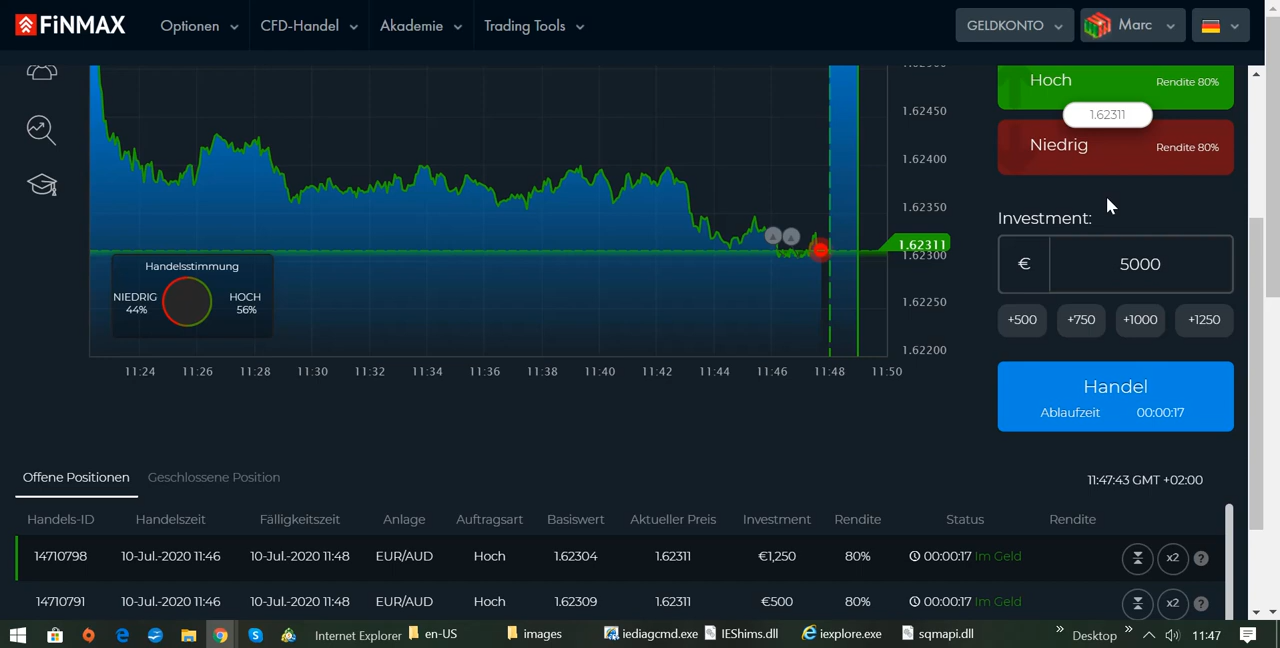 FiNMAX Optionen CFD-Handel Akademie Trading Tools GELDKONTO Marc
Hoch Rendite 80%
1.62311
Niedrig Rendite 80%
1.62450
1.62400
1.62350
1.62311
1.62300
1.62250
1.62200
Handelsstimmung
NIEDRIG 44% HOCH 56%
11:24 11:26 11:28 11:30 11:32 11:34 11:36 11:38 11:40 11:42 11:44 11:46 11:48 11:50
Investment:
€ 5000
+500 +750 +1000 +1250
Handel
Ablaufzeit 00:00:17
Offene Positionen Geschlossene Position 11:47:43 GMT +02:00
Handels-ID Handelszeit Fälligkeitszeit Anlage Auftragsart Basiswert Aktueller Preis Investment Rendite Status Rendite
14710798 10-Jul.-2020 11:46 10-Jul.-2020 11:48 EUR/AUD Hoch 1.62304 1.62311 €1,250 80% 00:00:17 Im Geld x2 ?
14710791 10-Jul.-2020 11:46 10-Jul.-2020 11:48 EUR/AUD Hoch 1.62309 1.62311 €500 80% 00:00:17 Im Geld x2 ?
Internet Explorer en-US images iediagcmd.exe IEShims.dll iexplore.exe sqmapi.dll » Desktop » 11:47